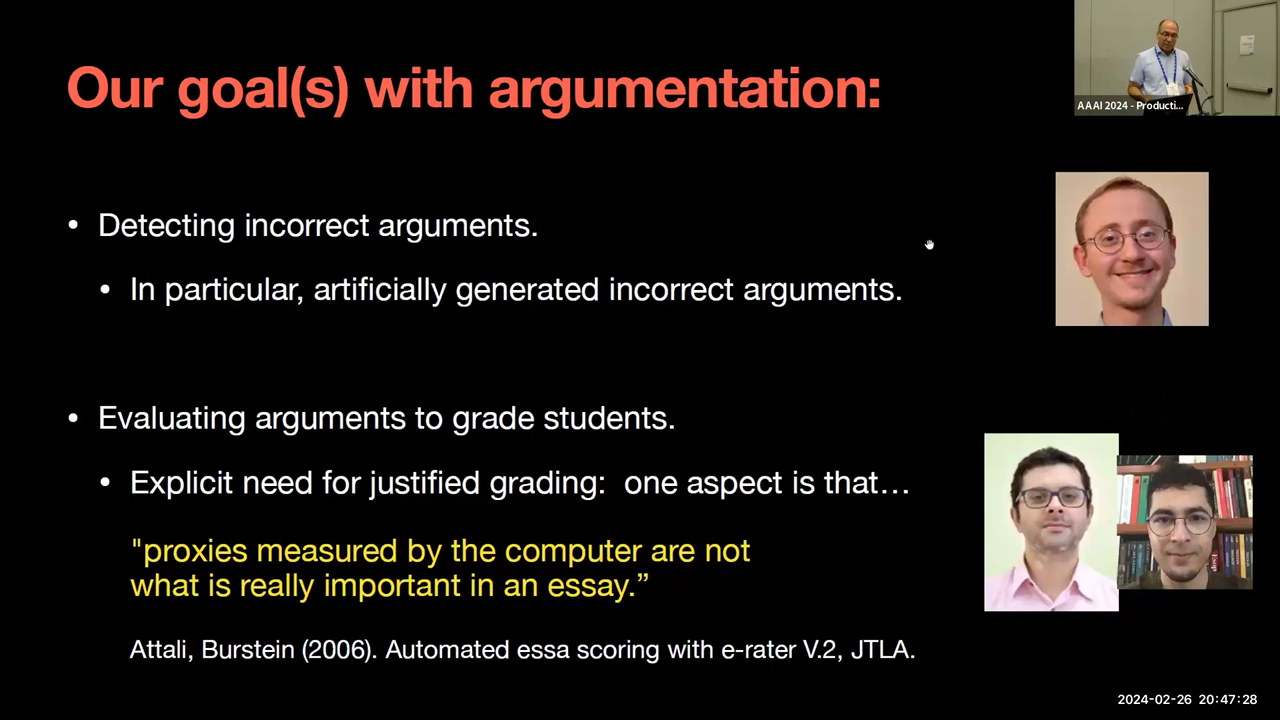 Our goal(s) with argumentation:
AAAI 2024 - Producti...
• Detecting incorrect arguments.
• In particular, artificially generated incorrect arguments.
• Evaluating arguments to grade students.
• Explicit need for justified grading: one aspect is that…
"proxies measured by the computer are not
what is really important in an essay.”
Attali, Burstein (2006). Automated essa scoring with e-rater V.2, JTLA.
2024-02-26 20:47:28